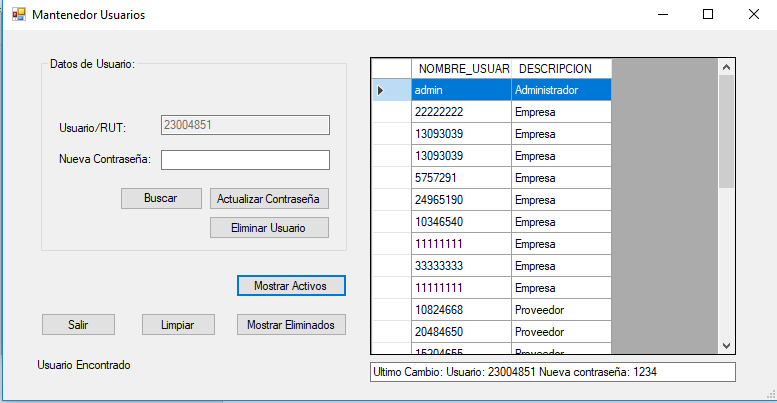 Mantenedor Usuarios
Datos de Usuario:
Usuario/RUT: 23004851
Nueva Contraseña:
Buscar Actualizar Contraseña
Eliminar Usuario
Mostrar Activos
Salir Limpiar Mostrar Eliminados
Usuario Encontrado
NOMBRE_USUAR DESCRIPCION
admin Administrador
22222222 Empresa
13093039 Empresa
13093039 Empresa
5757291 Empresa
24965190 Empresa
10346540 Empresa
11111111 Empresa
33333333 Empresa
11111111 Empresa
10824668 Proveedor
20484650 Proveedor
15204655 Proveedor
Ultimo Cambio: Usuario: 23004851 Nueva contraseña: 1234